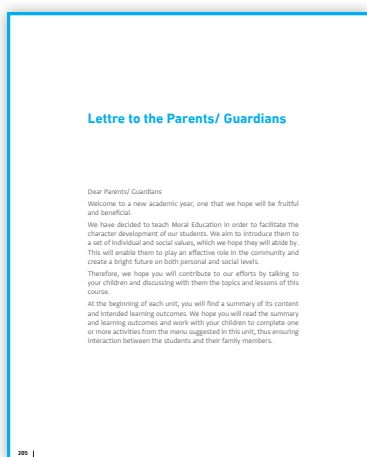 Lettre to the Parents/ Guardians
Dear Parents/ Guardians
Welcome to a new academic year, one that we hope will be fruitful
and beneficial.
We have decided to teach Moral Education in order to facilitate the
character development of our students. We aim to introduce them to
a set of individual and social values, which we hope they will abide by.
This will enable them to play an effective role in the community and
create a bright future on both personal and social levels.
Therefore, we hope you will contribute to our efforts by talking to
your children and discussing with them the topics and lessons of this
course.
At the beginning of each unit, you will find a summary of its content
and intended learning outcomes. We hope you will read the summary
and learning outcomes and work with your children to complete one
or more activities from the menu suggested in this unit, thus ensuring
interaction between the students and their family members.
205